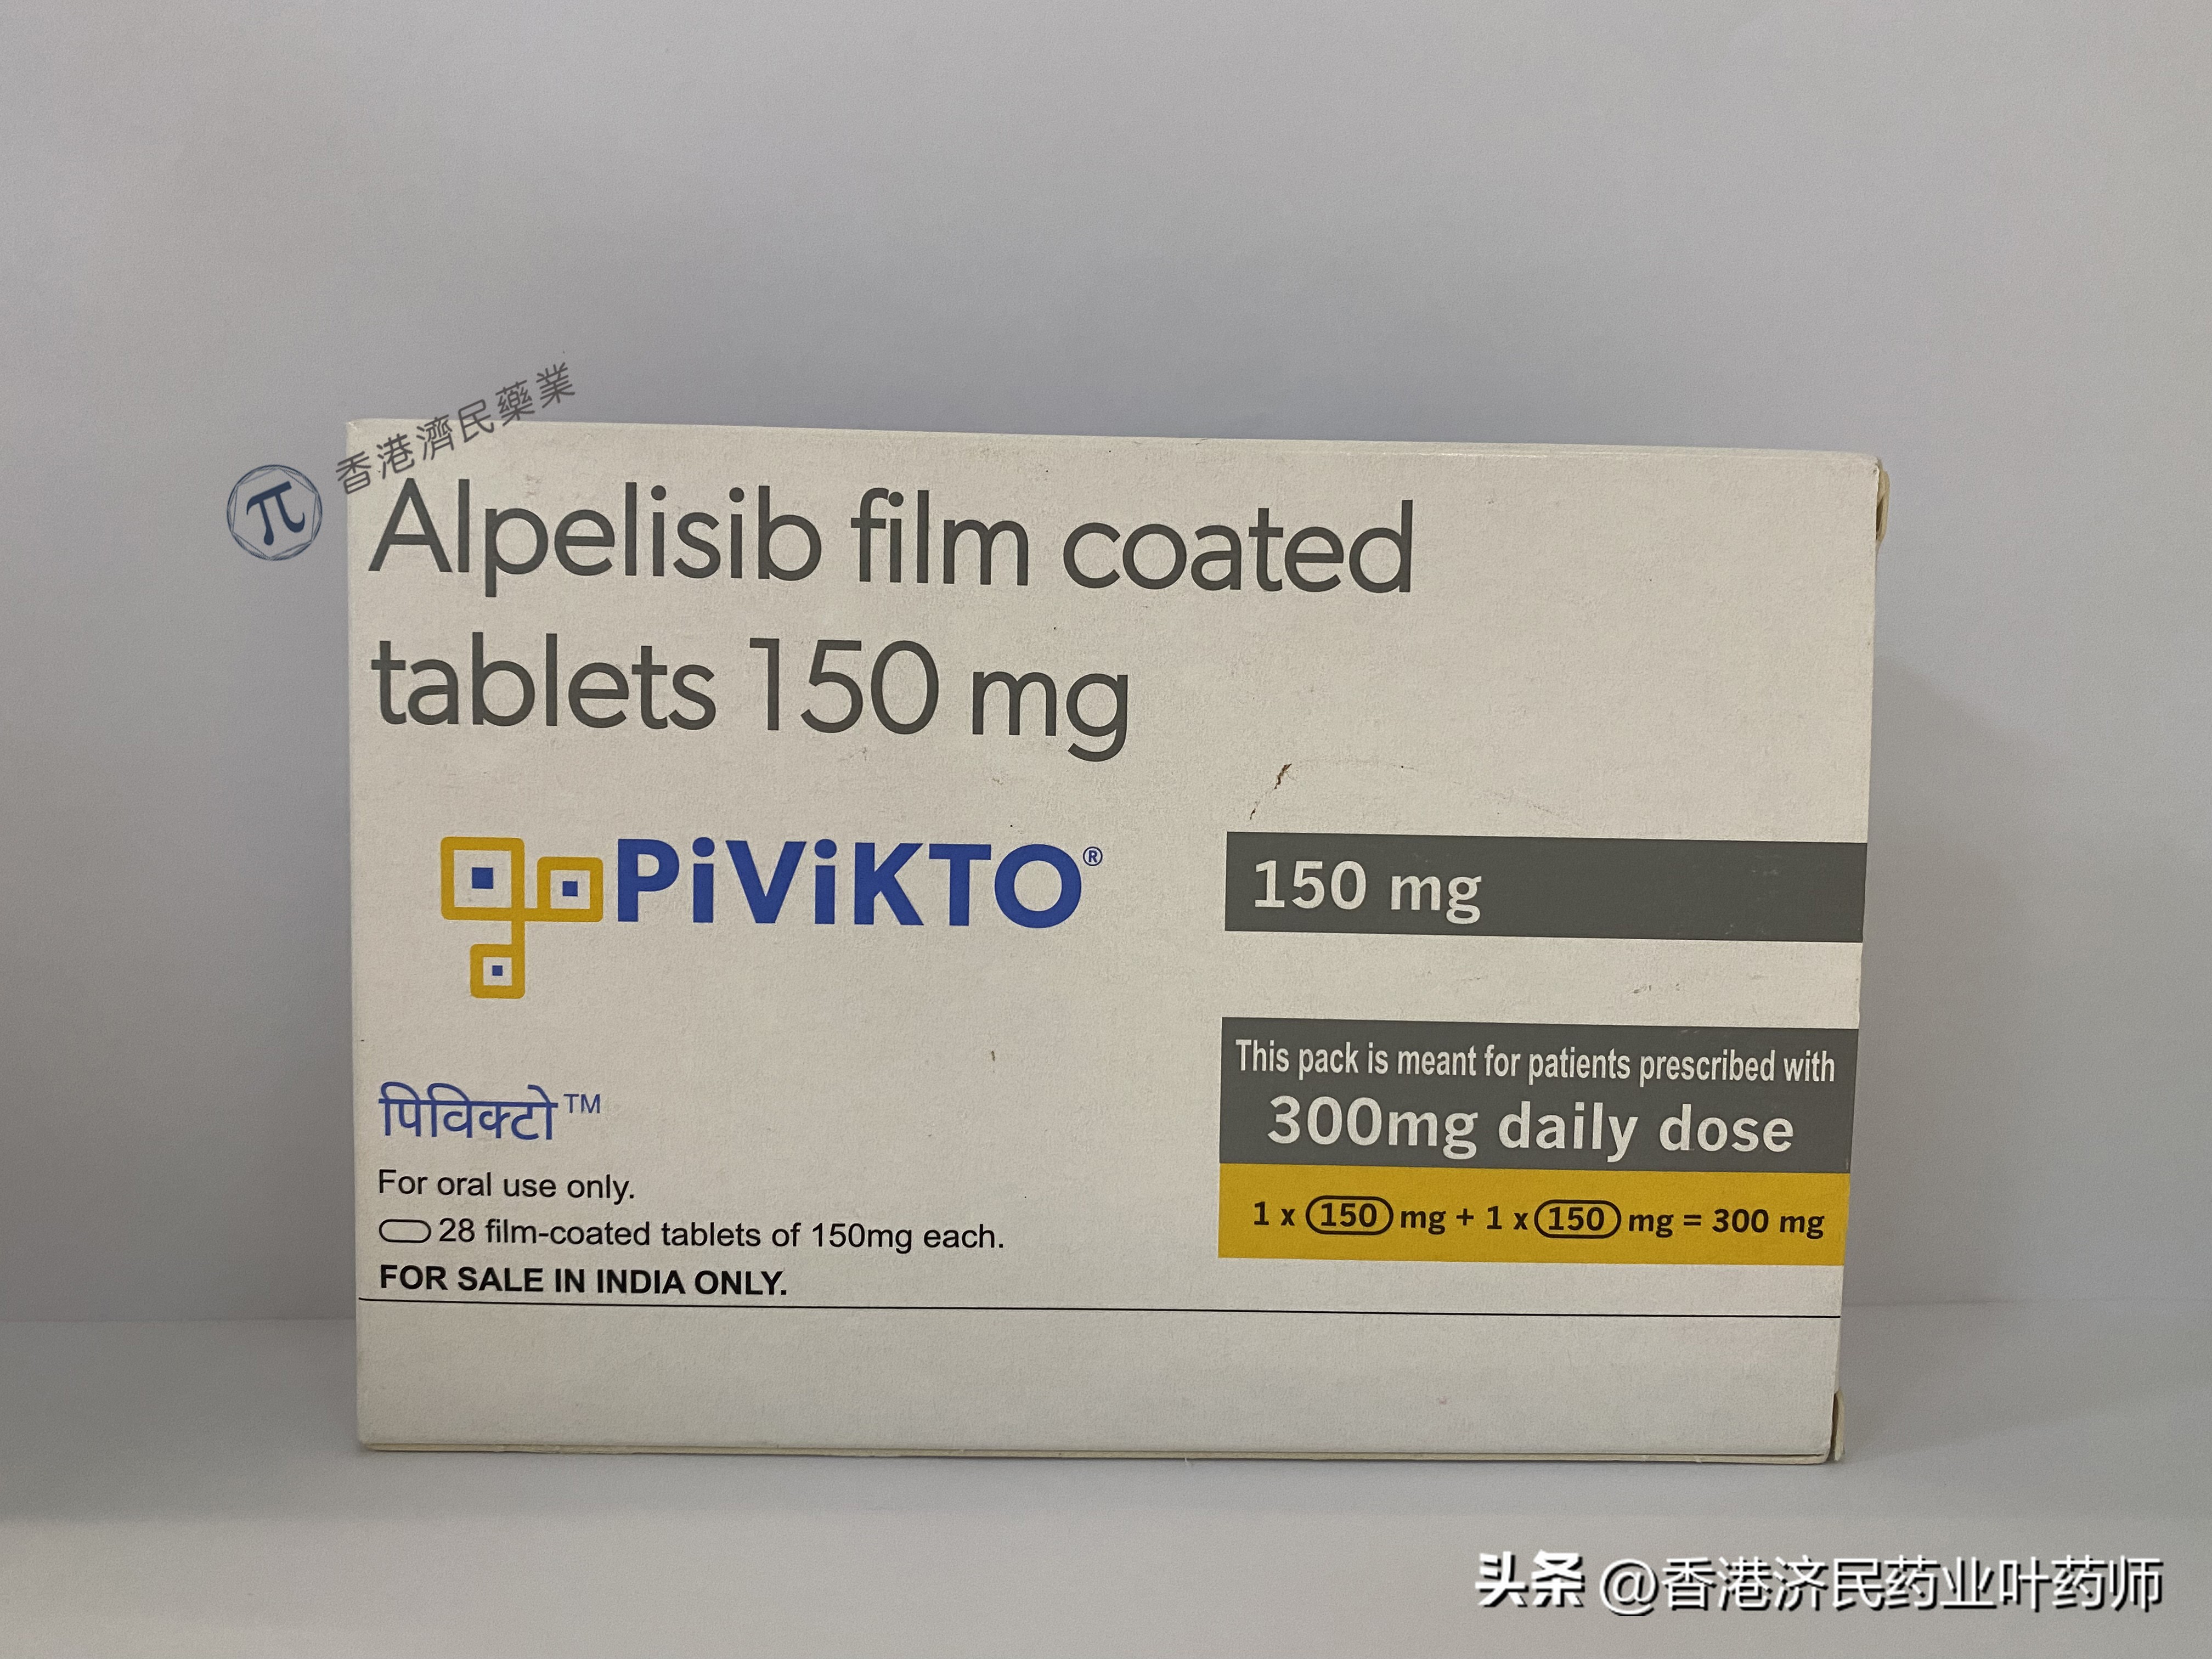 香港濟民藥業
π
Alpelisib film coated
tablets 150 mg
PiViKTO®
150 mg
This pack is meant for patients prescribed with
300mg daily dose
1 x 150 mg + 1 x 150 mg = 300 mg
पिविक्टो™
For oral use only.
28 film-coated tablets of 150mg each.
FOR SALE IN INDIA ONLY.
头条 @香港济民药业叶药师